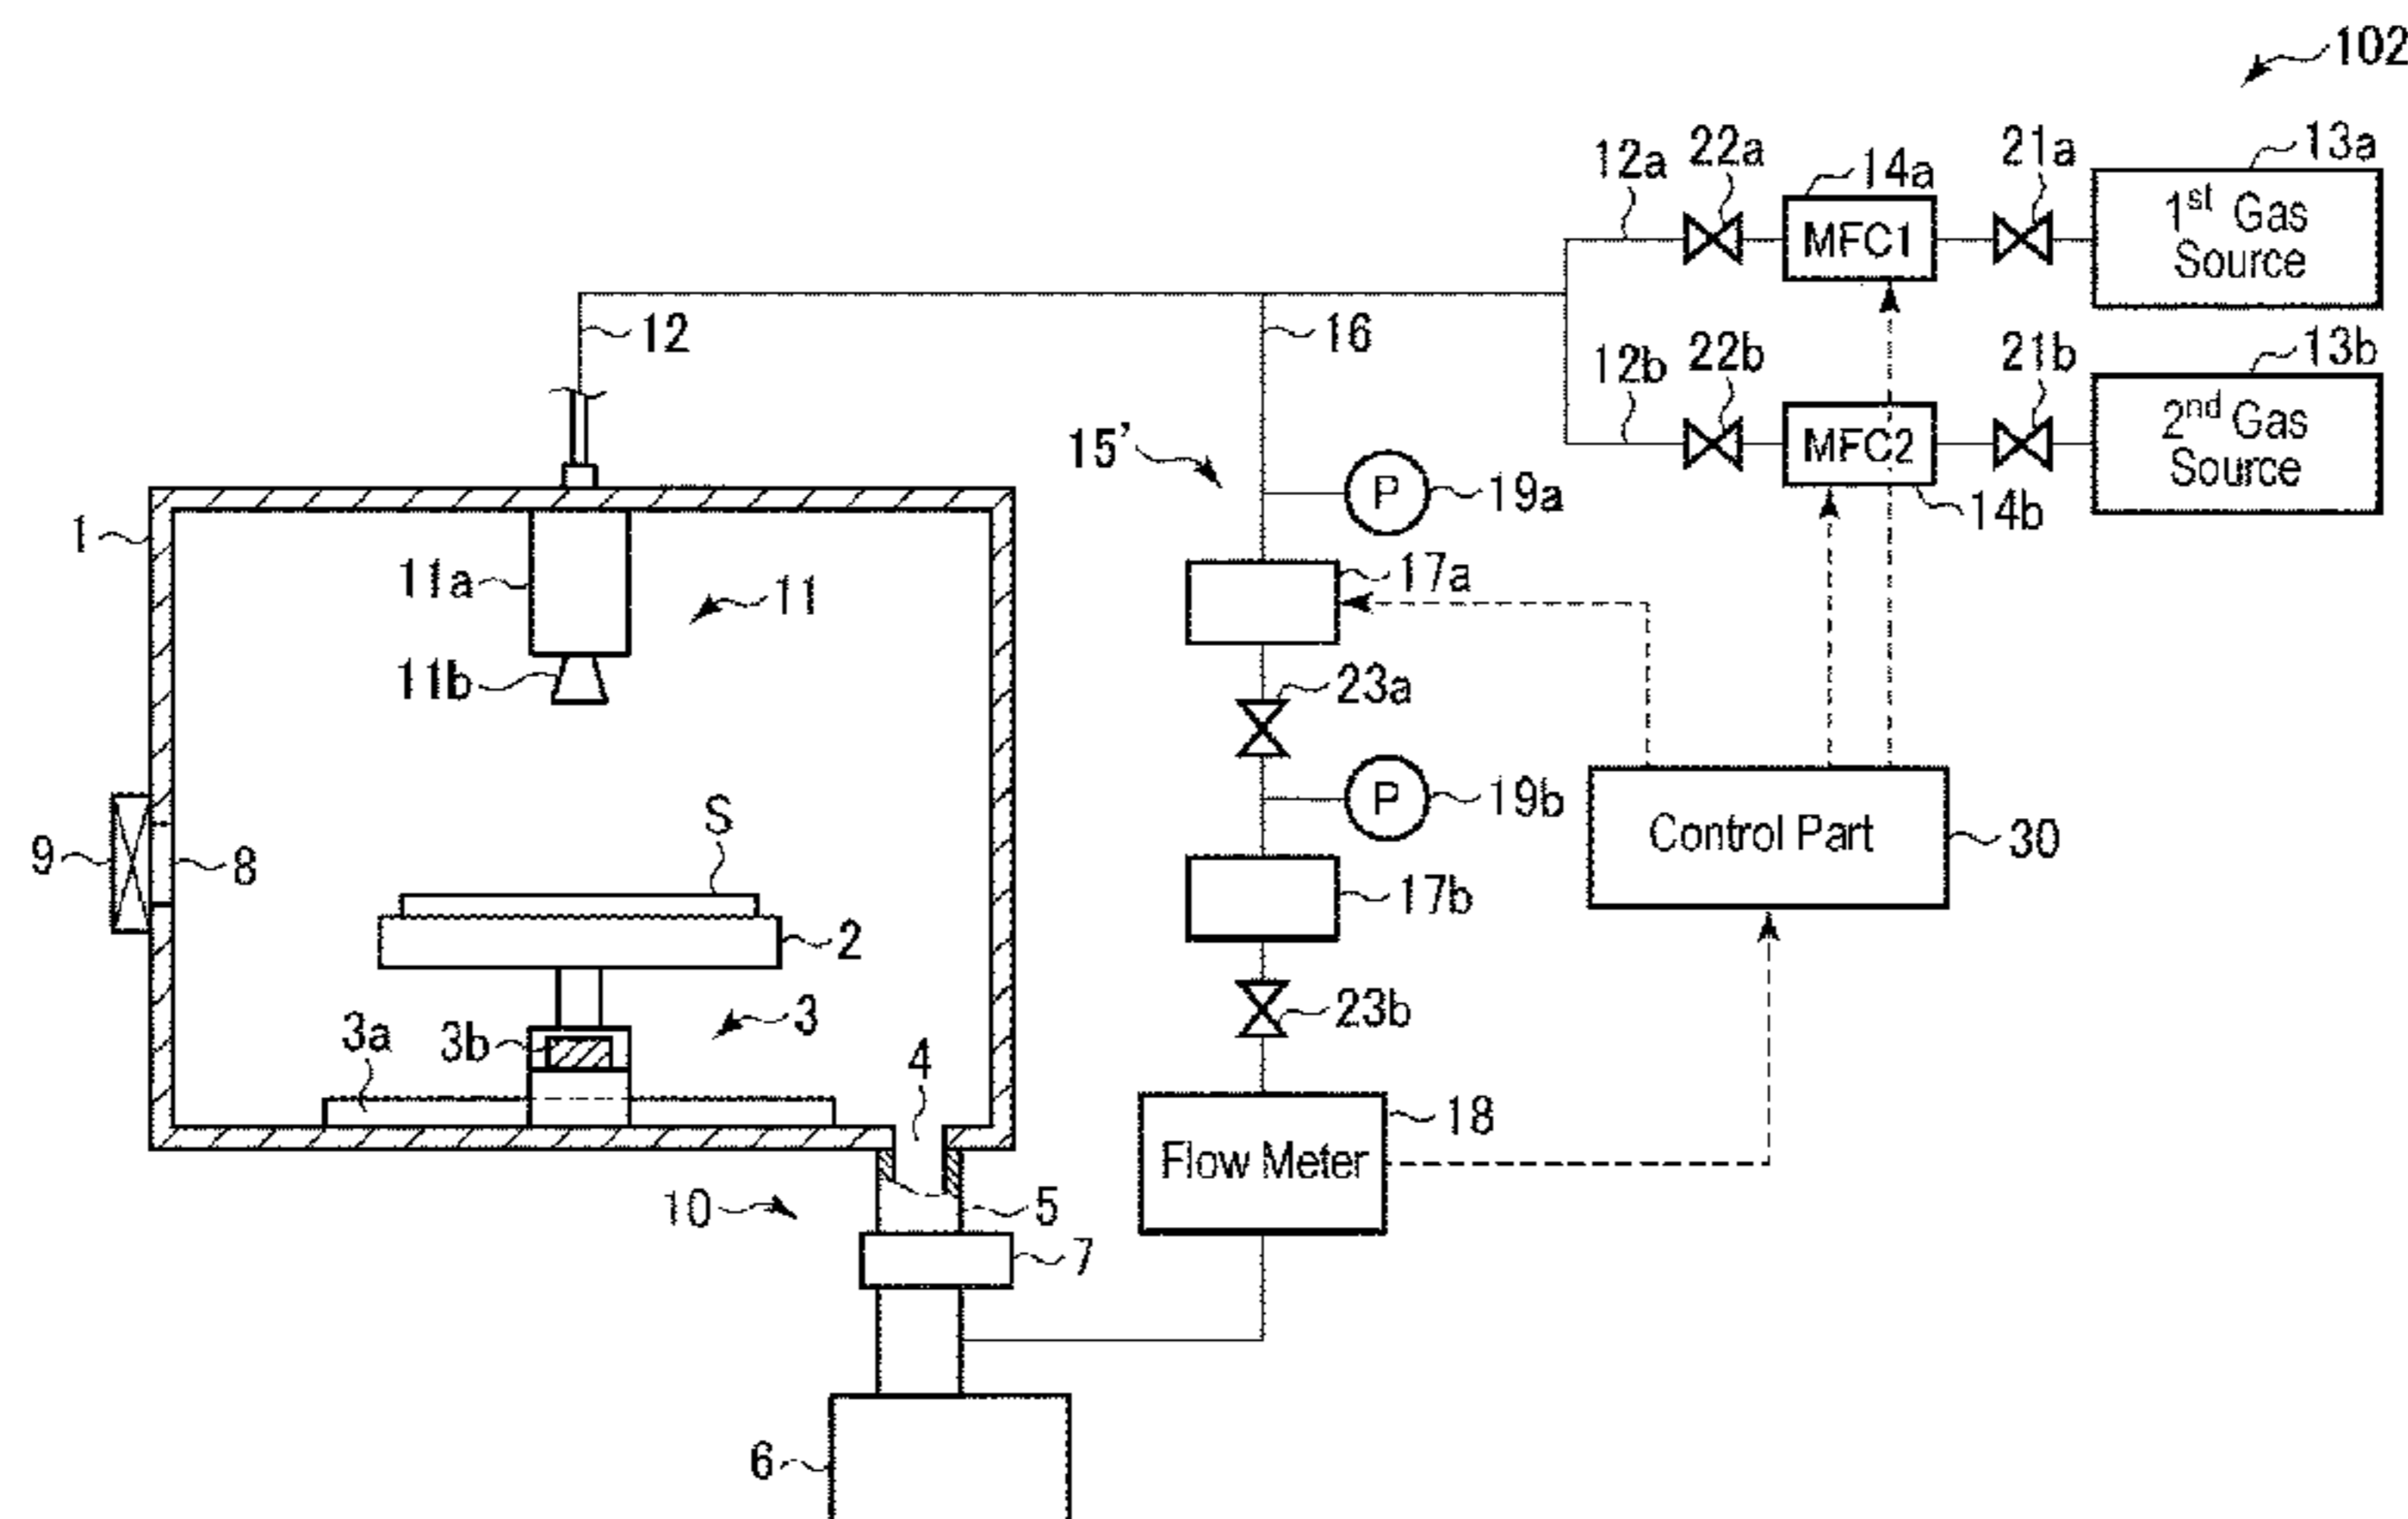 102
13a
21a
22a
12a
14a
1st Gas
Source
MFC1
12
16
12b
22b
21b
13b
2nd Gas
Source
MFC2
14b
15’
P
19a
1
11a
11
17a
11b
23a
S
P
19b
Control Part
30
9
8
17b
2
3
3a
3b
4
23b
18
Flow Meter
10
5
7
6